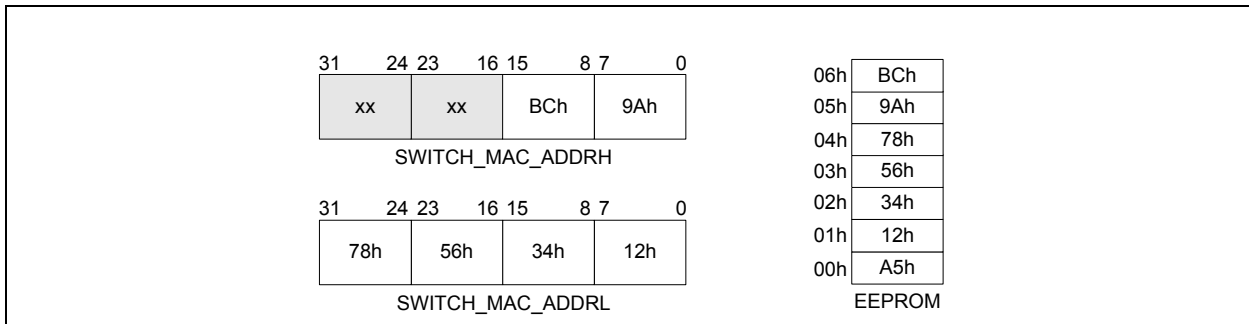 31 24 23 16 15 8 7 0
xx xx BCh 9Ah
SWITCH_MAC_ADDRH
31 24 23 16 15 8 7 0
78h 56h 34h 12h
SWITCH_MAC_ADDRL
06h BCh
05h 9Ah
04h 78h
03h 56h
02h 34h
01h 12h
00h A5h
EEPROM